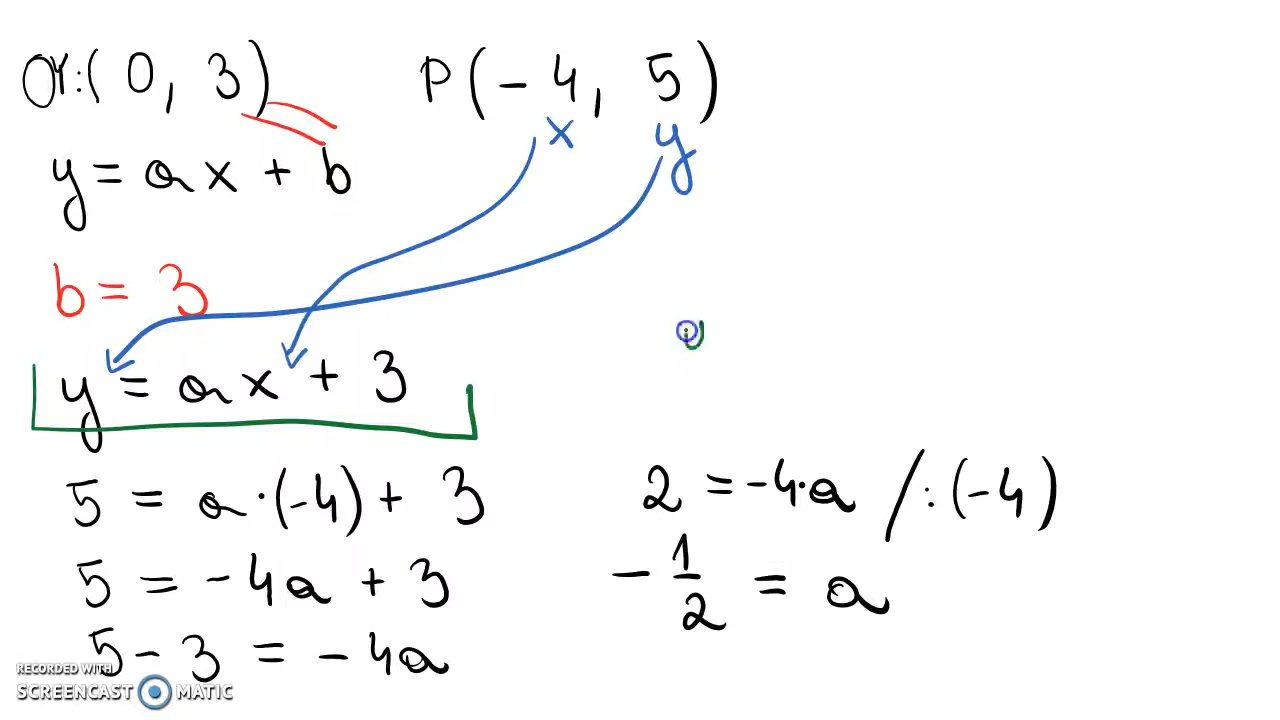 OY:( 0, 3)
P(-4, 5)
x y
y = ax + b
b = 3
y = ax + 3
5 = a·(-4) + 3
5 = -4a + 3
5 - 3 = -4a
2 = -4·a /:(-4)
-1/2 = a
RECORDED WITH
SCREENCAST MATIC